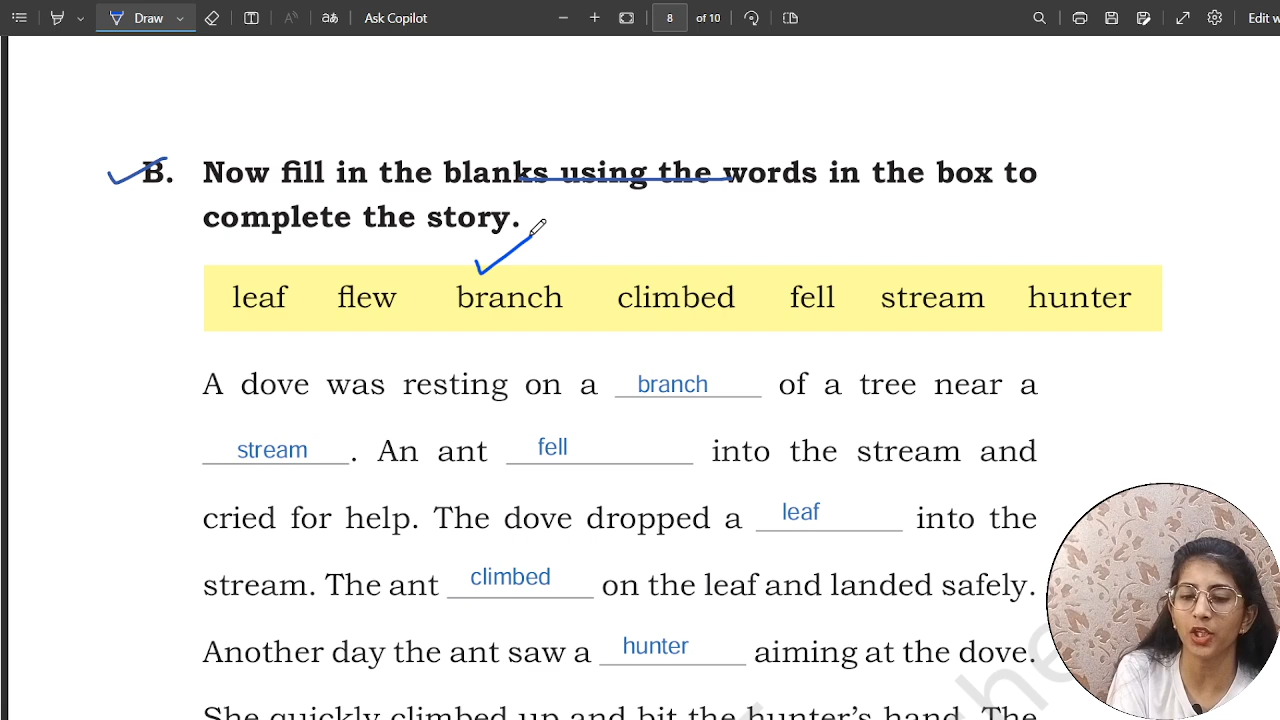 Draw
A))
aあ
Ask Copilot
8 of 10
Edit w
B. Now fill in the blanks using the words in the box to
complete the story.
leaf flew branch climbed fell stream hunter
A dove was resting on a branch of a tree near a
stream. An ant fell into the stream and
cried for help. The dove dropped a leaf into the
stream. The ant climbed on the leaf and landed safely.
Another day the ant saw a hunter aiming at the dove.
She quickly climbed up and bit the hunter's hand. The
he